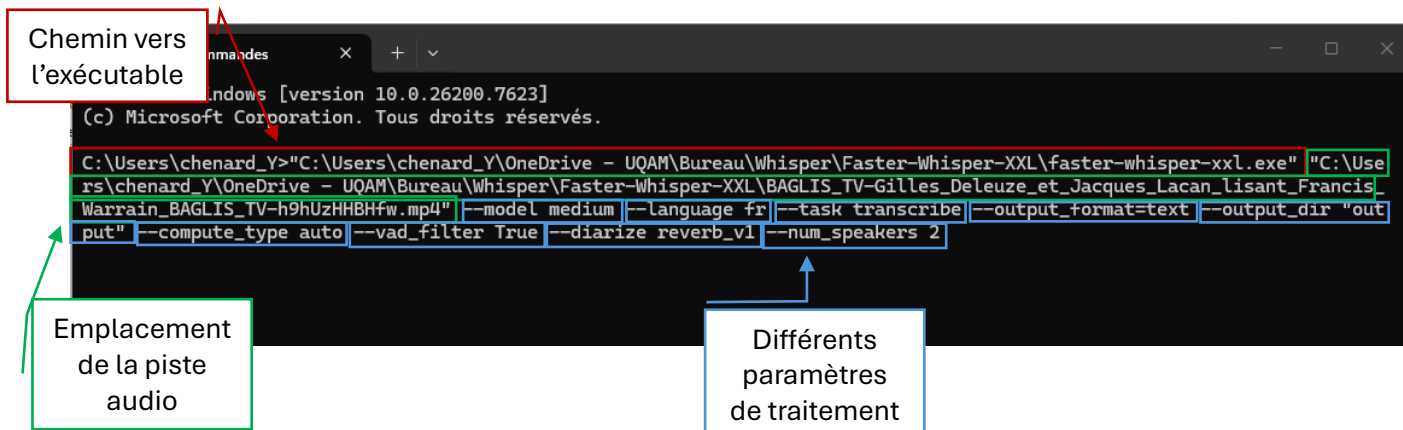 Chemin vers
l’exécutable
mmandes
ndows [version 10.0.26200.7623]
(c) Microsoft Corporation. Tous droits réservés.
C:\Users\chenard_Y>"C:\Users\chenard_Y\OneDrive - UQAM\Bureau\Whisper\Faster-Whisper-XXL\faster-whisper-xxl.exe" "C:\Use
rs\chenard_Y\OneDrive - UQAM\Bureau\Whisper\Faster-Whisper-XXL\BAGLIS_TV-Gilles_Deleuze_et_Jacques_Lacan_lisant_Francis_
Warrain_BAGLIS_TV-h9hUzHHBHfw.mp4" --model medium --language fr --task transcribe --output_format=text --output_dir "out
put" --compute_type auto --vad_filter True --diarize reverb_v1 --num_speakers 2
Emplacement
de la piste
audio
Différents
paramètres
de traitement